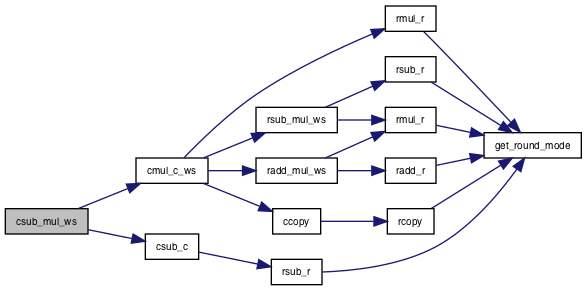 rmul_r
rsub_r
rsub_mul_ws
rmul_r
get_round_mode
cmul_c_ws
radd_mul_ws
radd_r
csub_mul_ws
ccopy
rcopy
csub_c
rsub_r